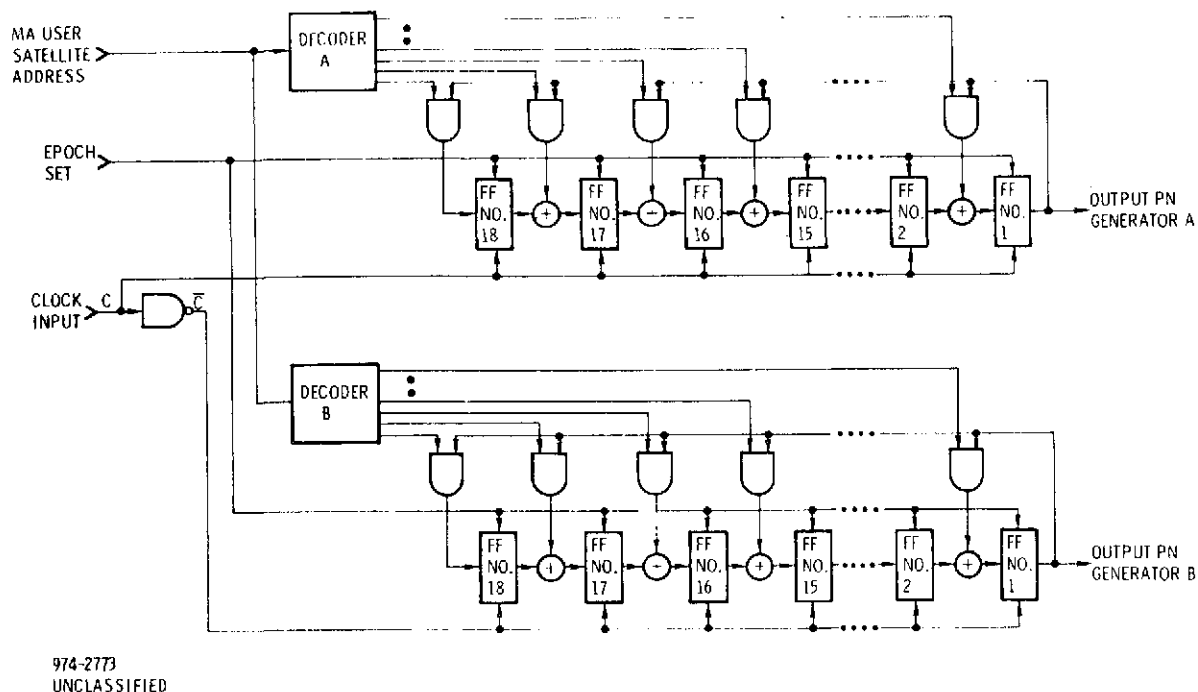 MA USER
SATELLITE
ADDRESS
DECODER
A
EPOCH
SET
FF
NO.
18
+
FF
NO.
17
−
FF
NO.
16
+
FF
NO.
15
FF
NO.
2
+
FF
NO.
1
OUTPUT PN
GENERATOR A
CLOCK
INPUT
C
C̅
DECODER
B
FF
NO.
18
+
FF
NO.
17
−
FF
NO.
16
+
FF
NO.
15
FF
NO.
2
+
FF
NO.
1
OUTPUT PN
GENERATOR B
974-2773
UNCLASSIFIED